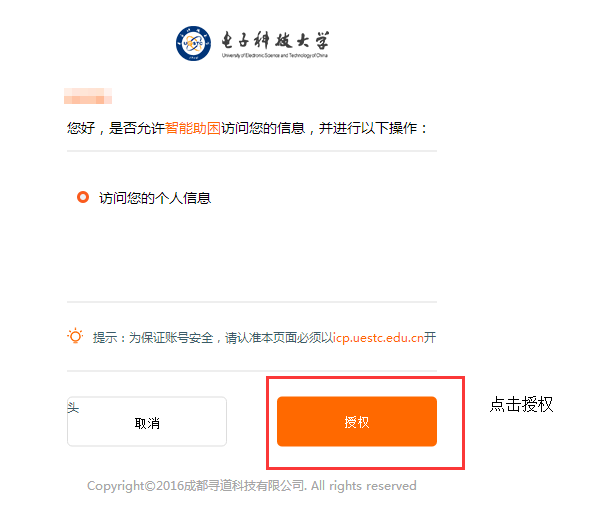 电子科技大学
University of Electronic Science and Technology of China
您好，是否允许智能助困访问您的信息，并进行以下操作：
访问您的个人信息
提示：为保证账号安全，请认准本页面必须以icp.uestc.edu.cn开
头
取消
授权
点击授权
Copyright©2016成都寻道科技有限公司. All rights reserved